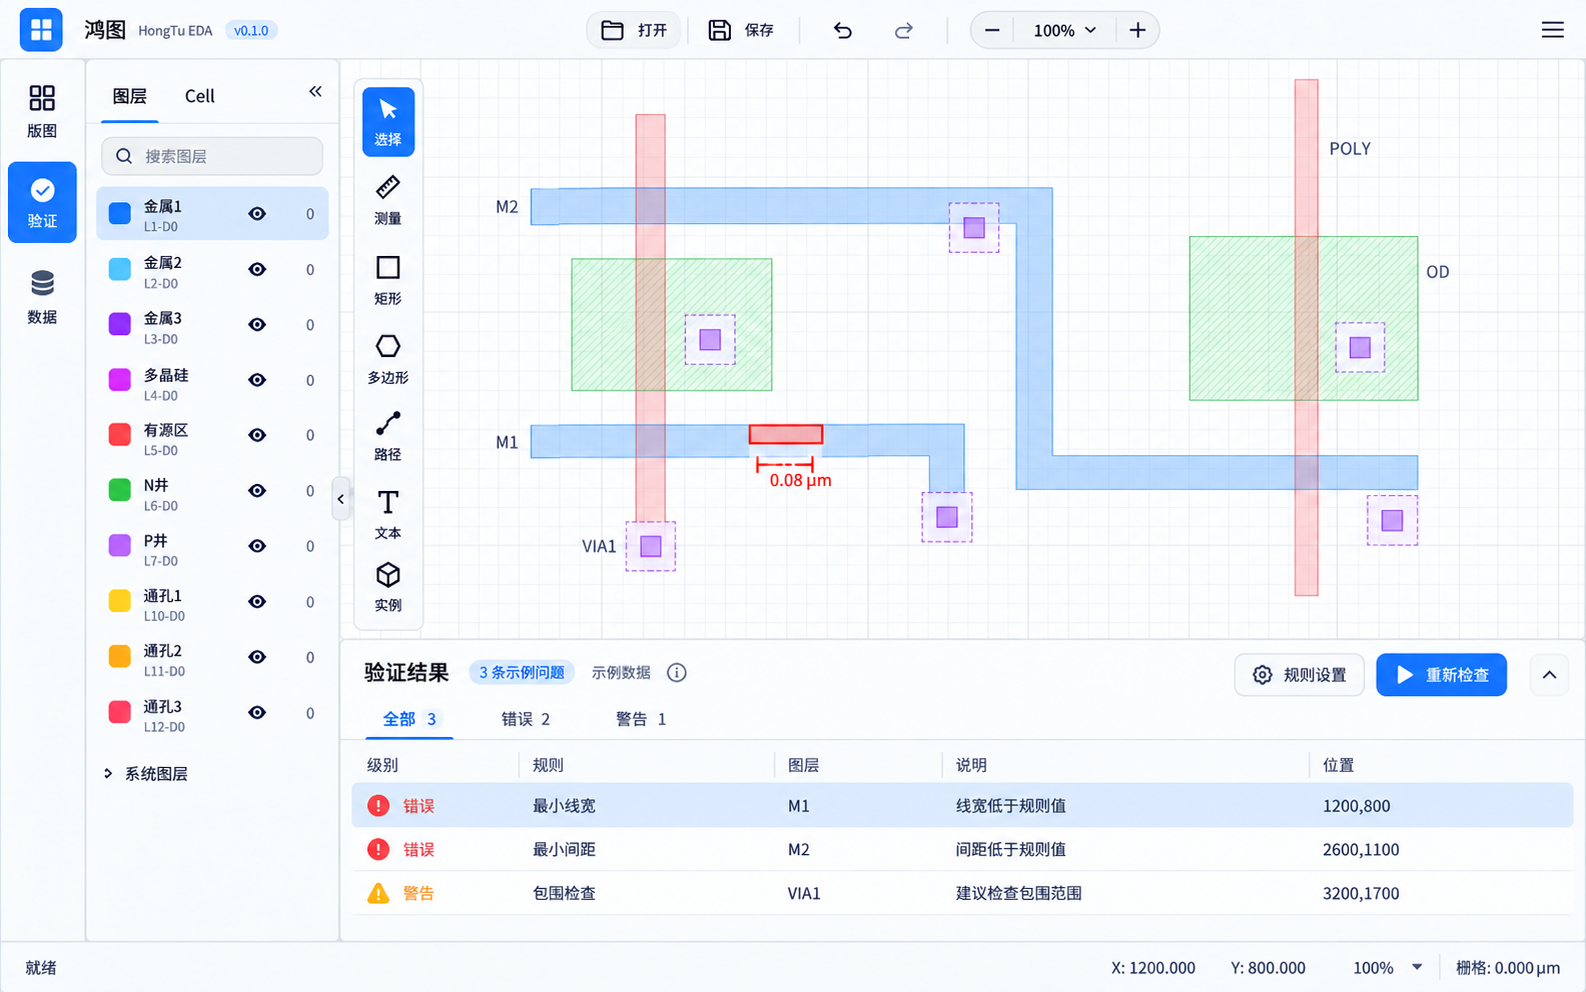 鸿图 HongTu EDA v0.1.0 打开 保存 100%
版图
验证
数据
图层 Cell
搜索图层
金属1 0
L1-D0
金属2 0
L2-D0
金属3 0
L3-D0
多晶硅 0
L4-D0
有源区 0
L5-D0
N井 0
L6-D0
P井 0
L7-D0
通孔1 0
L10-D0
通孔2 0
L11-D0
通孔3 0
L12-D0
系统图层
选择
测量
矩形
多边形
路径
文本
实例
POLY
M2
OD
M1
0.08 μm
VIA1
验证结果 3 条示例问题 示例数据 规则设置 重新检查
全部 3 错误 2 警告 1
级别 规则 图层 说明 位置
错误 最小线宽 M1 线宽低于规则值 1200,800
错误 最小间距 M2 间距低于规则值 2600,1100
警告 包围检查 VIA1 建议检查包围范围 3200,1700
就绪 X: 1200.000 Y: 800.000 100% 栅格: 0.000 μm